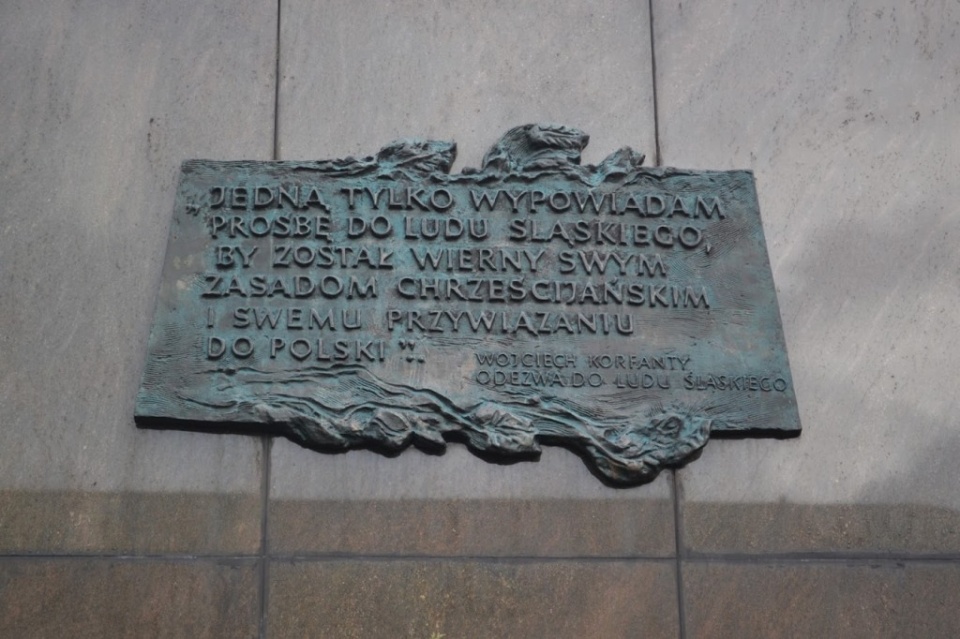 „JEDNĄ TYLKO WYPOWIADAM
PROSBĘ DO LUDU ŚLĄSKIEGO,
BY ZOSTAŁ WIERNY SWYM
ZASADOM CHRZEŚCIJAŃSKIM
I SWEMU PRZYWIĄZANIU
DO POLSKI”.
WOJCIECH KORFANTY
ODEZWA DO LUDU ŚLĄSKIEGO